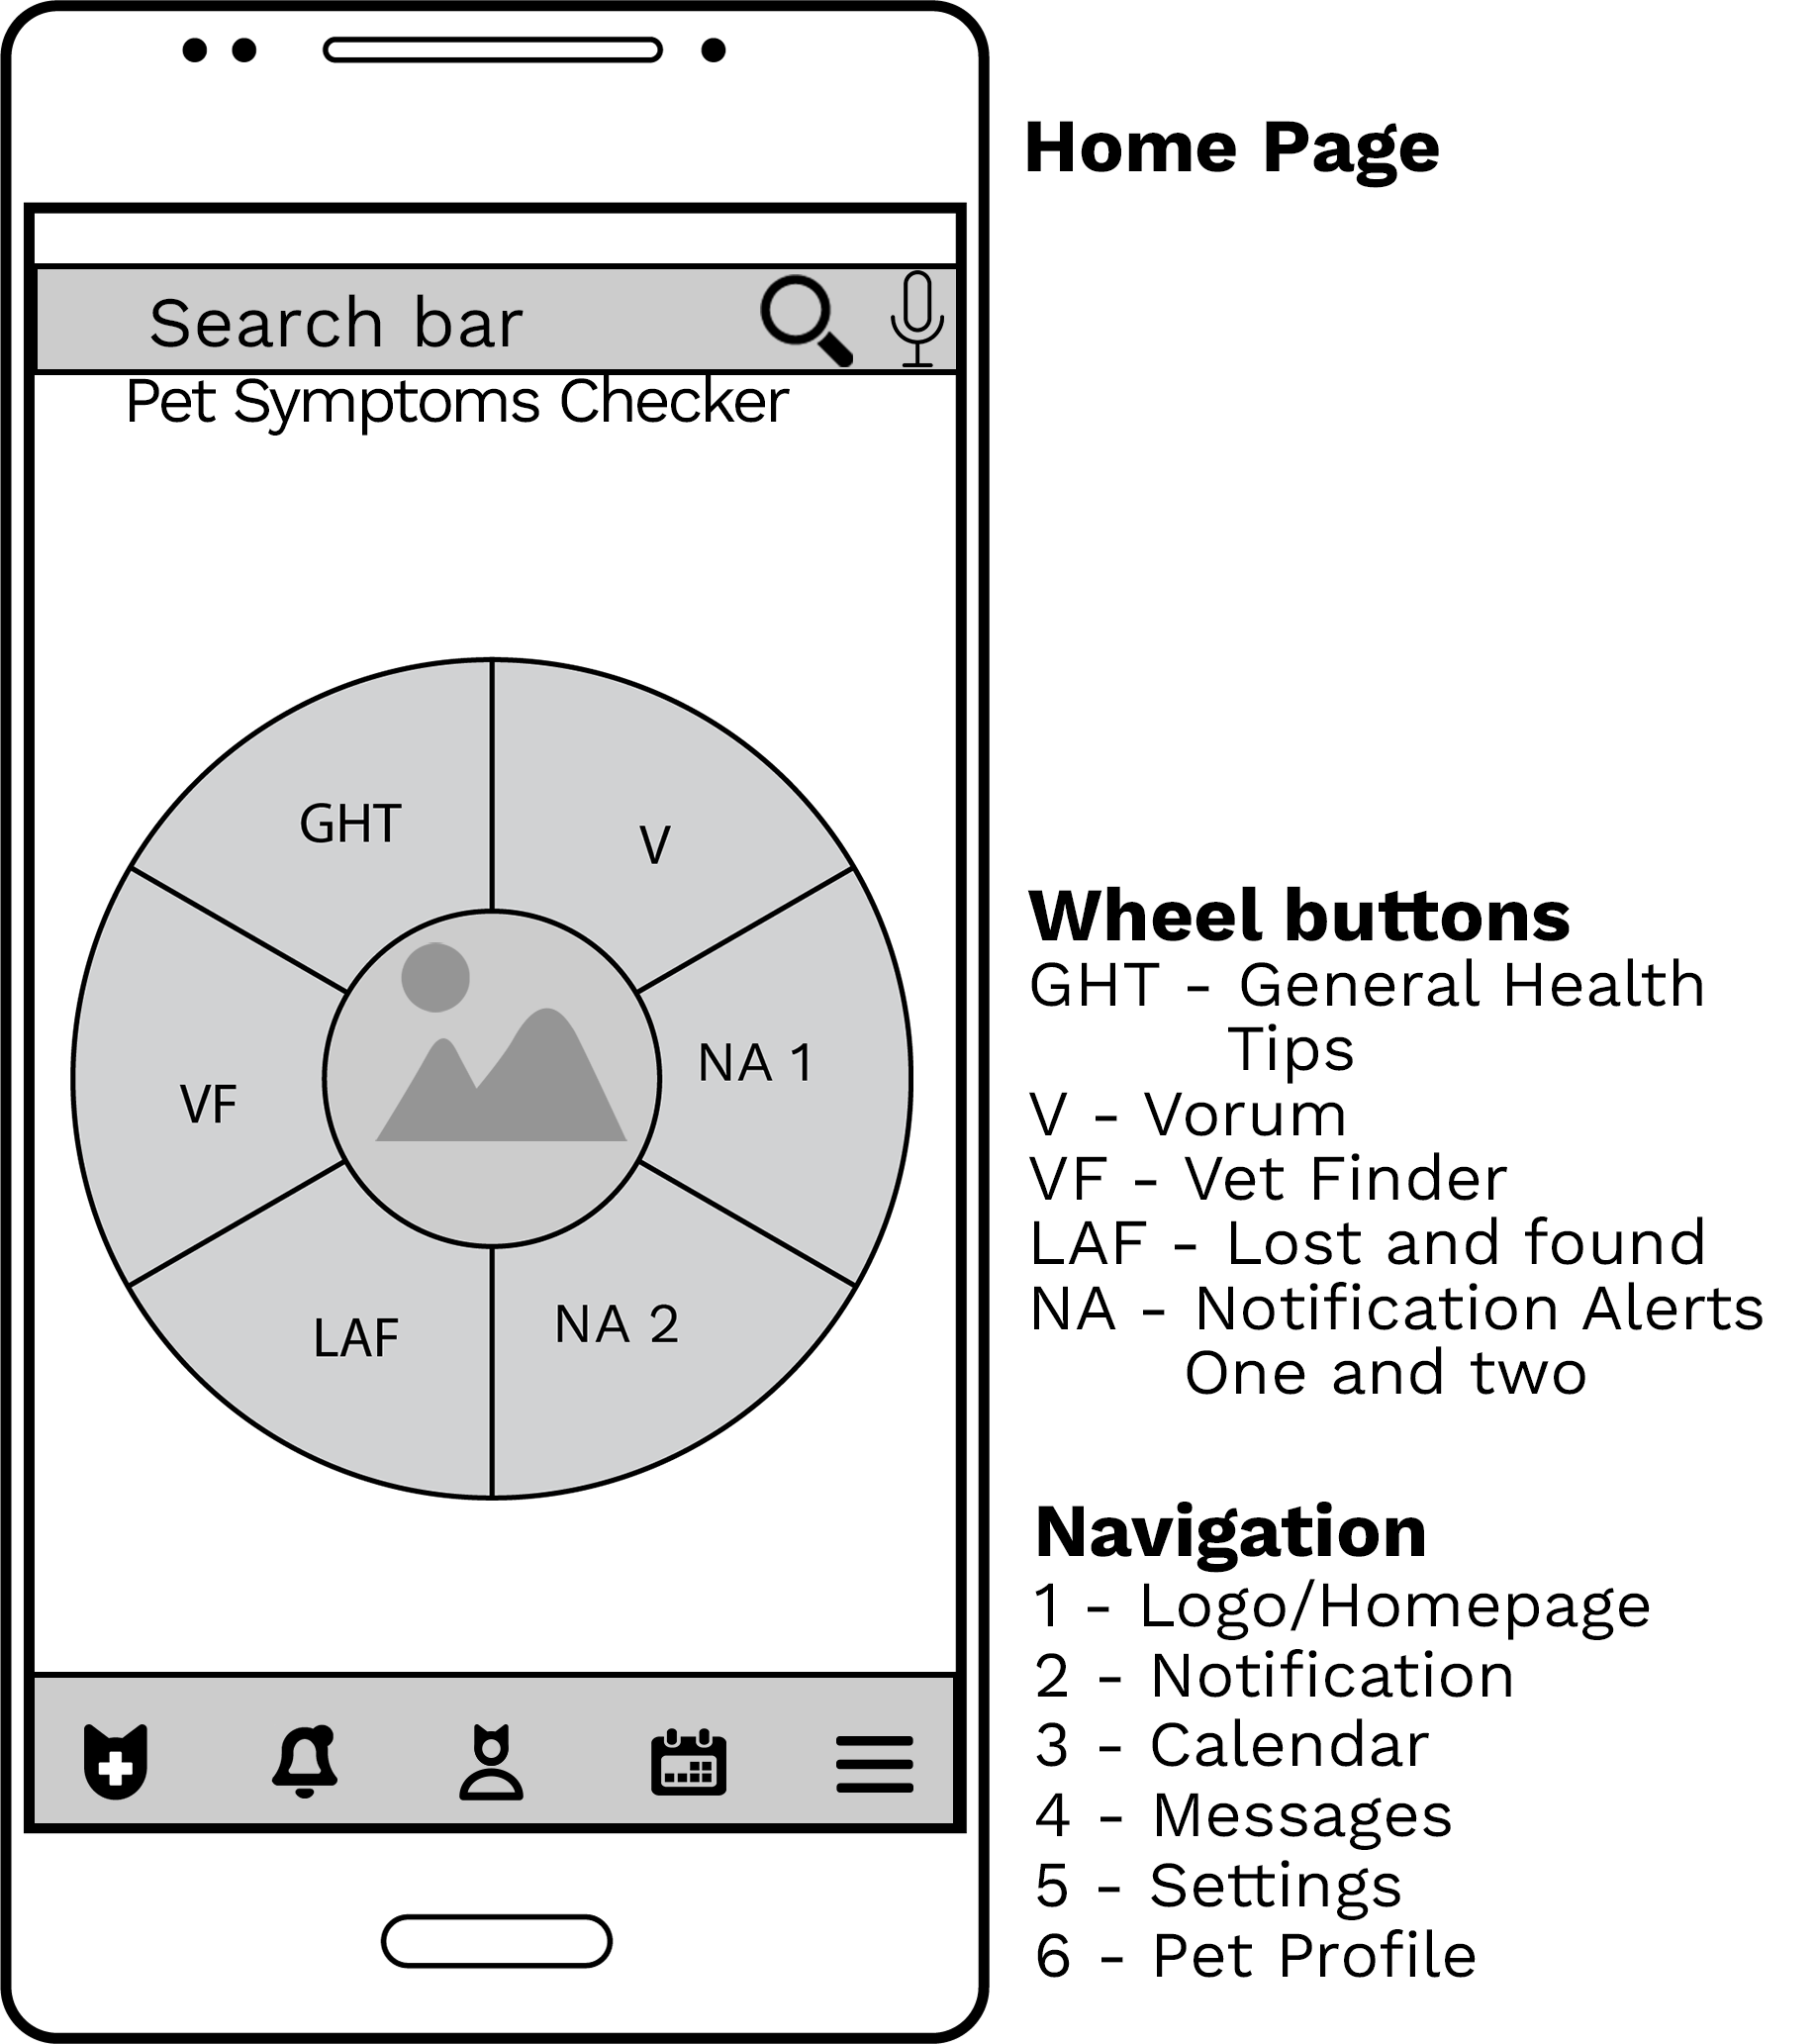 Home Page
Search bar
Pet Symptoms Checker
GHT
V
NA 1
VF
LAF
NA 2
Wheel buttons
GHT - General Health
Tips
V - Vorum
VF - Vet Finder
LAF - Lost and found
NA - Notification Alerts
One and two
Navigation
1 - Logo/Homepage
2 - Notification
3 - Calendar
4 - Messages
5 - Settings
6 - Pet Profile